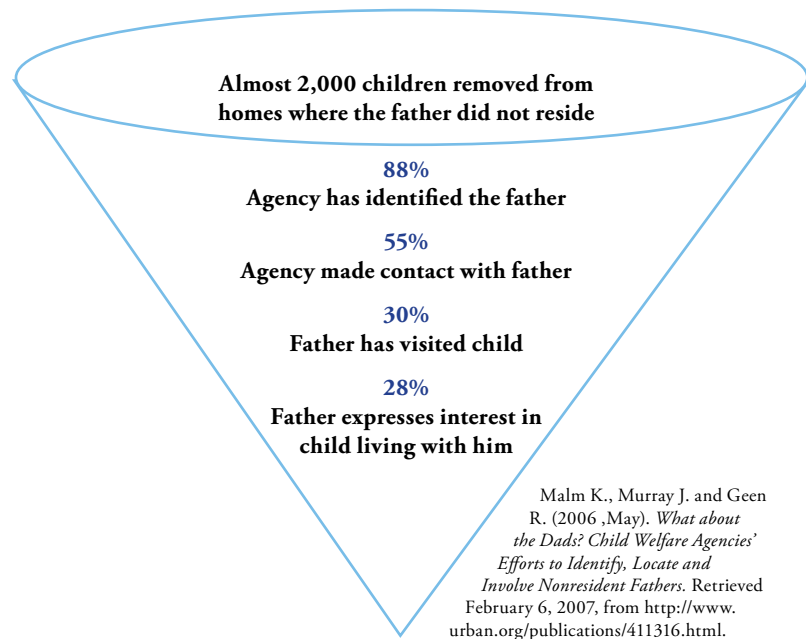 Almost 2,000 children removed from
homes where the father did not reside
88%
Agency has identified the father
55%
Agency made contact with father
30%
Father has visited child
28%
Father expresses interest in
child living with him
Malm K., Murray J. and Geen
R. (2006 ,May). What about
the Dads? Child Welfare Agencies’
Efforts to Identify, Locate and
Involve Nonresident Fathers. Retrieved
February 6, 2007, from http://www.
urban.org/publications/411316.html.